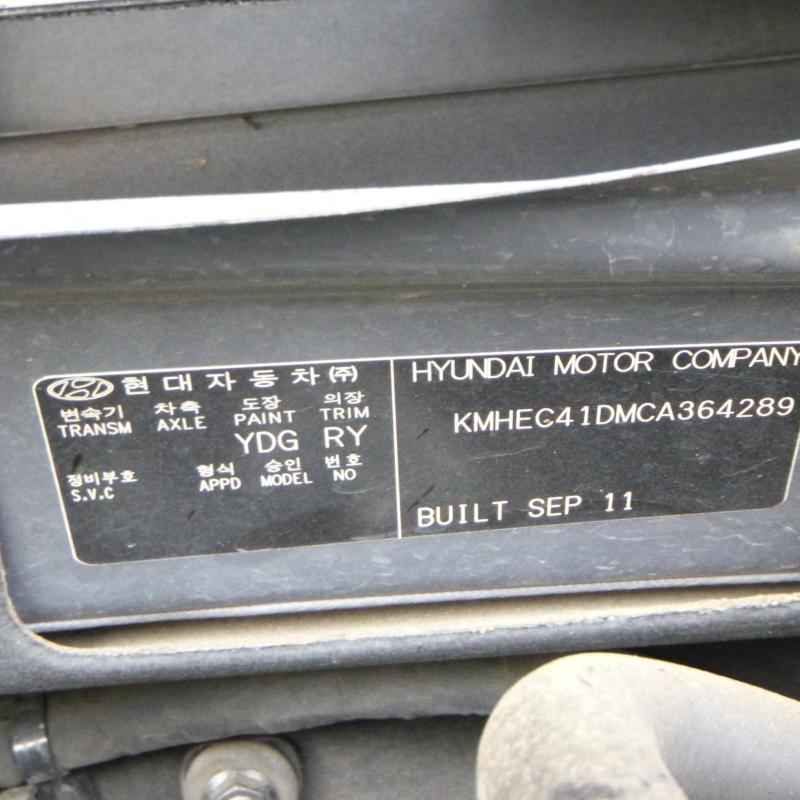 현대자동차 (주)
변속기 차축 도장 의장
TRANSM AXLE PAINT TRIM
YDG RY
정비부호 형식 승인 번호
S.V.C APPD MODEL NO
HYUNDAI MOTOR COMPANY
KMHEC41DMCA364289
BUILT SEP 11